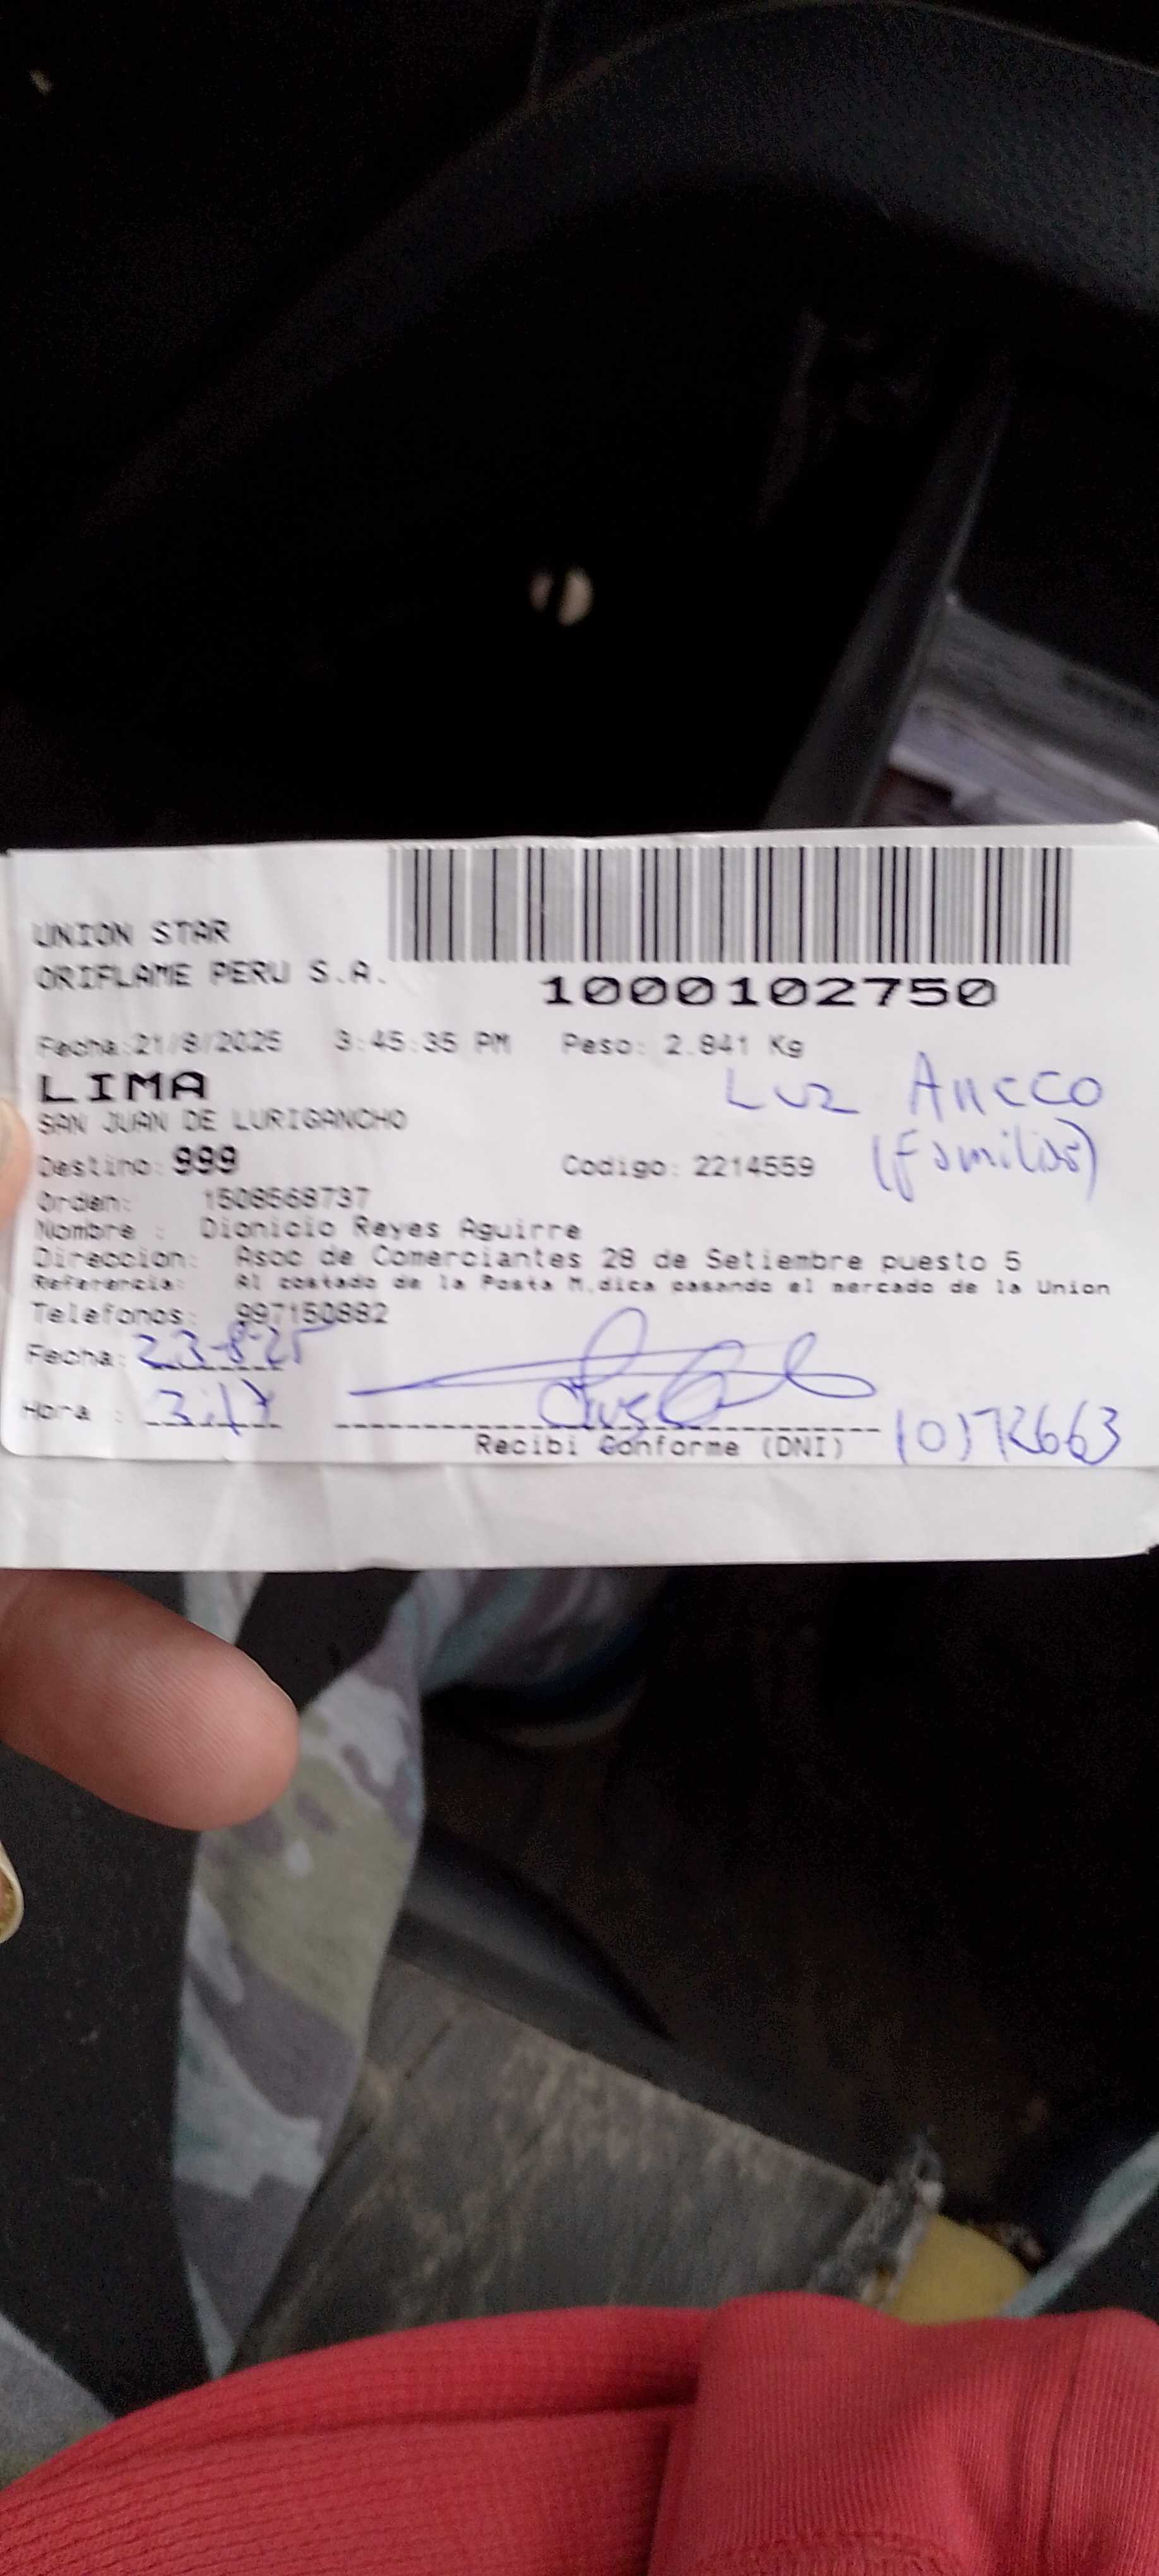 UNION STAR
ORIFLAME PERU S.A.
1000102750
Fecha:21/8/2025 3:45:35 PM Peso: 2.841 Kg
LIMA
Luz
SAN JUAN DE LURIGANCHO
(Familiar)
Destino: 999 Codigo: 2214559
Orden: 1508568737
Nombre : Dionicio Reyes Aguirre
Direccion: Asoc de Comerciantes 28 de Setiembre puesto 5
Referencia: Al costado de la Posta M.dica pasando el mercado de la Union
Telefonos: 997150882
Fecha: 23-8-25
Hora : 3:17
Recibi Conforme (DNI)